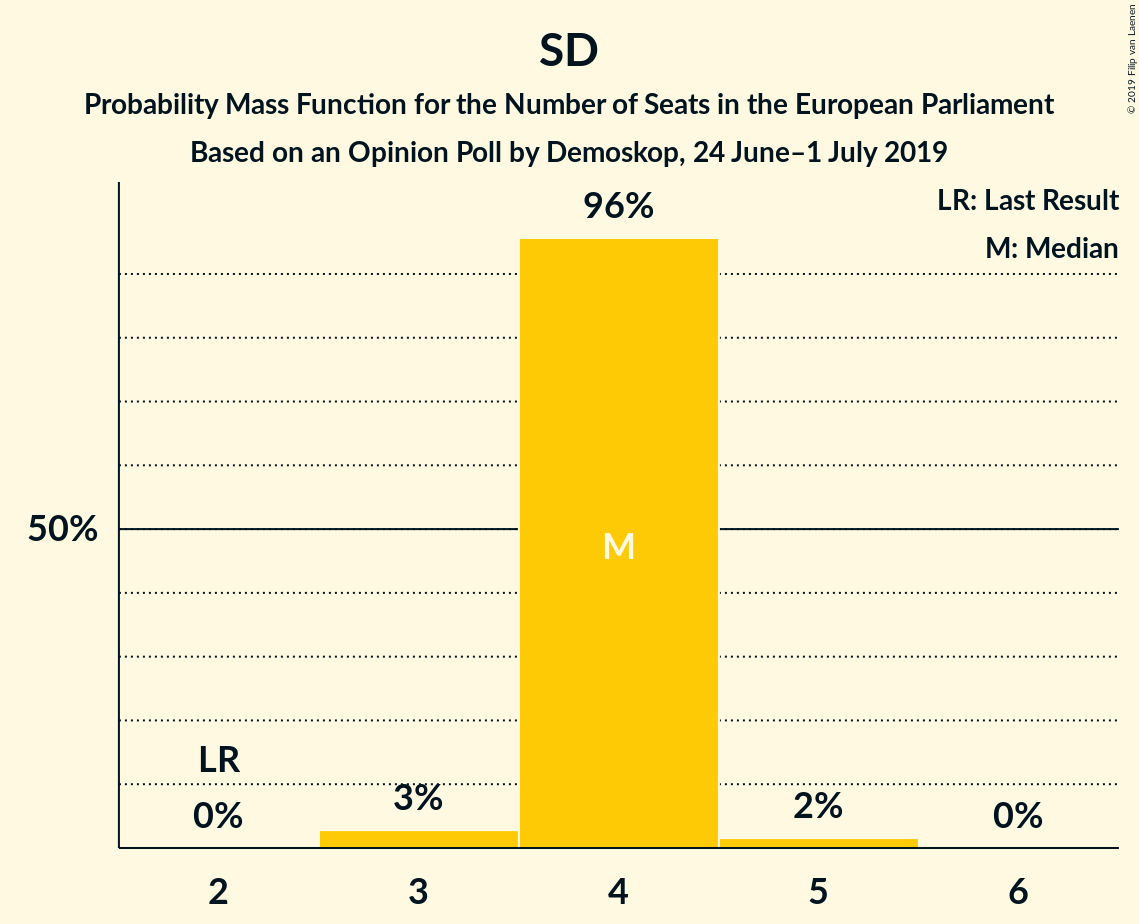 SD
Probability Mass Function for the Number of Seats in the European Parliament
Based on an Opinion Poll by Demoskop, 24 June–1 July 2019
© 2019 Filip van Laenen
LR: Last Result
M: Median
96%
50%
M
LR
0%
3%
2%
0%
2
3
4
5
6